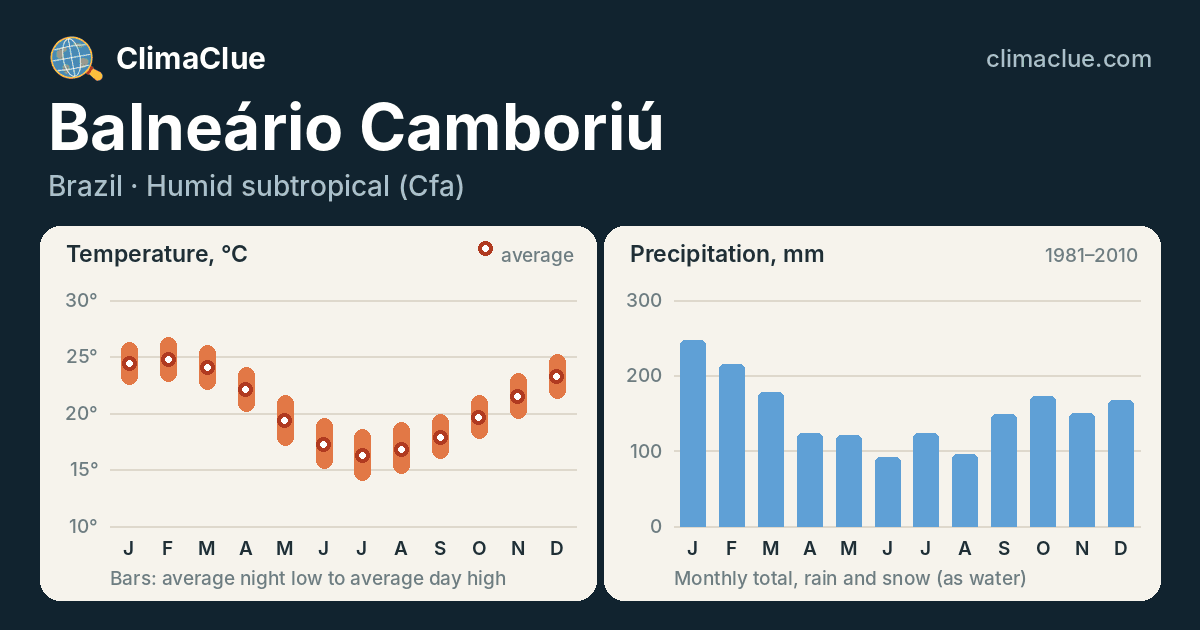 ClimaClue
climaclue.com
Balneário Camboriú
Brazil · Humid subtropical (Cfa)
Temperature, °C
average
30°
25°
20°
15°
10°
J F M A M J J A S O N D
Bars: average night low to average day high
Precipitation, mm
1981–2010
300
200
100
0
J F M A M J J A S O N D
Monthly total, rain and snow (as water)